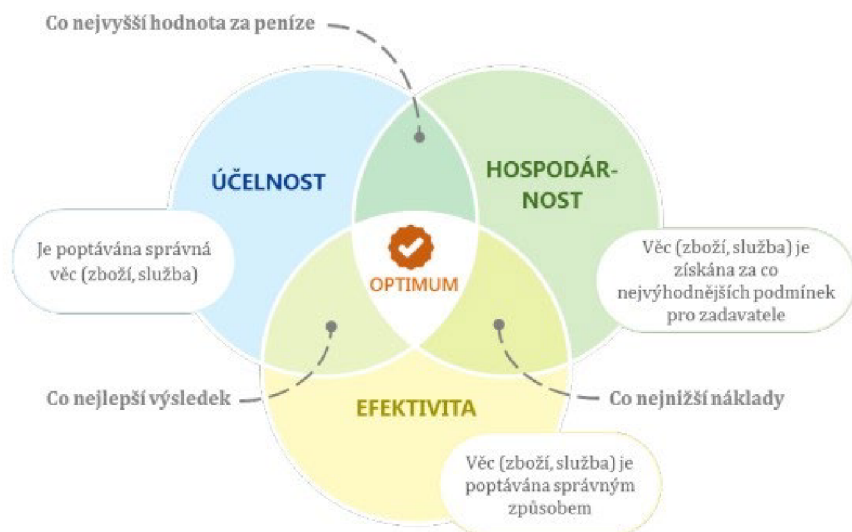 Co nejvyšší hodnota za peníze
ÚČELNOST
HOSPODÁR-
NOST
Je poptávána správná
věc (zboží, služba)
OPTIMUM
Věc (zboží, služba) je
získána za co
nejvýhodnějších podmínek
pro zadavatele
Co nejlepší výsledek
EFEKTIVITA
Co nejnižší náklady
Věc (zboží, služba) je
poptávána správným
způsobem